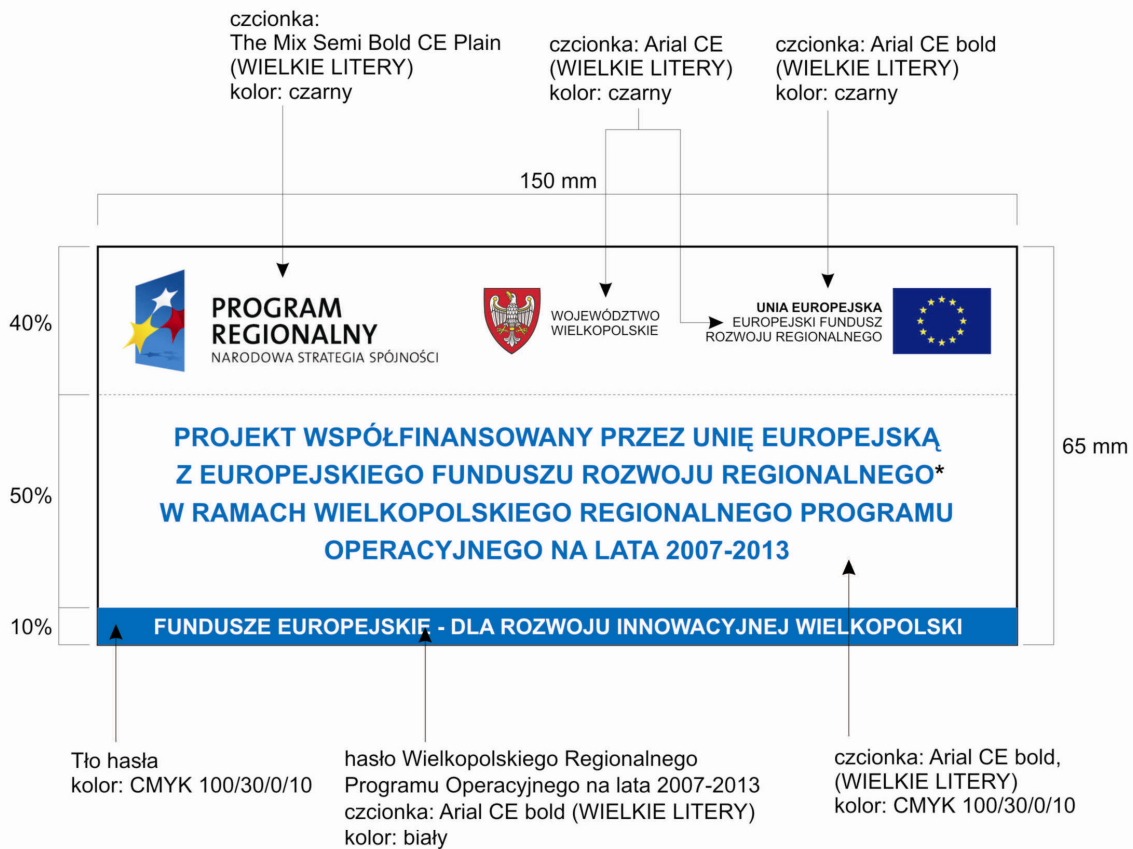 czcionka:
The Mix Semi Bold CE Plain
(WIELKIE LITERY)
kolor: czarny
czcionka: Arial CE
(WIELKIE LITERY)
kolor: czarny
czcionka: Arial CE bold
(WIELKIE LITERY)
kolor: czarny
150 mm
40%
PROGRAM
REGIONALNY
NARODOWA STRATEGIA SPÓJNOŚCI
WOJEWÓDZTWO
WIELKOPOLSKIE
UNIA EUROPEJSKA
EUROPEJSKI FUNDUSZ
ROZWOJU REGIONALNEGO
65 mm
50%
PROJEKT WSPÓŁFINANSOWANY PRZEZ UNIĘ EUROPEJSKĄ
Z EUROPEJSKIEGO FUNDUSZU ROZWOJU REGIONALNEGO*
W RAMACH WIELKOPOLSKIEGO REGIONALNEGO PROGRAMU
OPERACYJNEGO NA LATA 2007-2013
10%
FUNDUSZE EUROPEJSKIE - DLA ROZWOJU INNOWACYJNEJ WIELKOPOLSKI
Tło hasła
kolor: CMYK 100/30/0/10
hasło Wielkopolskiego Regionalnego
Programu Operacyjnego na lata 2007-2013
czcionka: Arial CE bold (WIELKIE LITERY)
kolor: biały
czcionka: Arial CE bold,
(WIELKIE LITERY)
kolor: CMYK 100/30/0/10